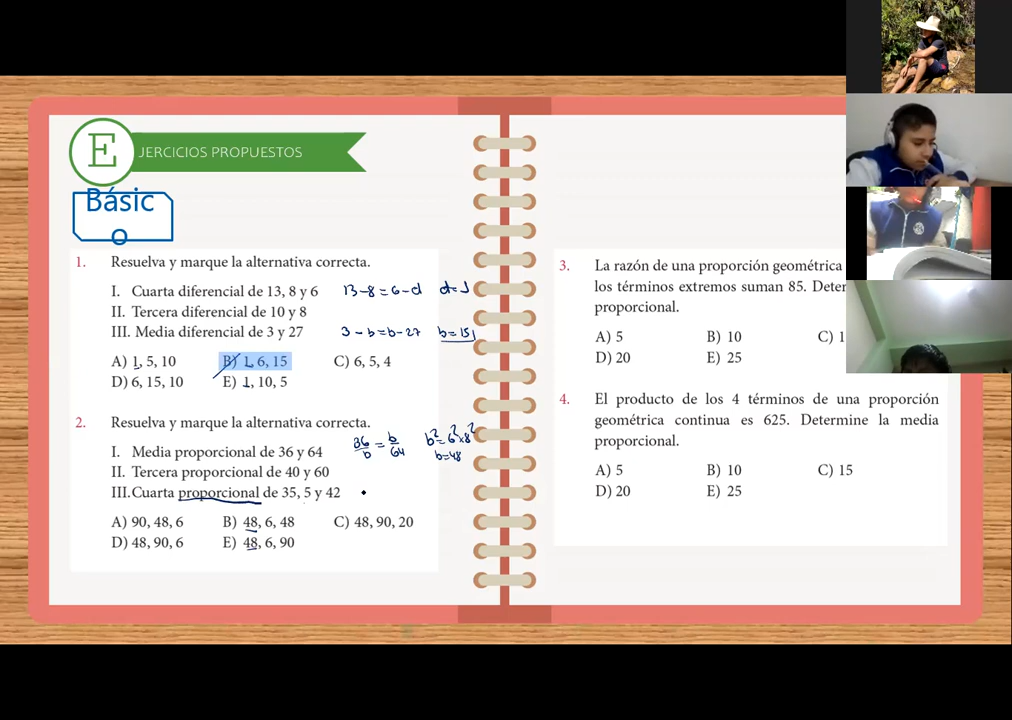 E
JERCICIOS PROPUESTOS
Básic
o
1. Resuelva y marque la alternativa correcta.
I. Cuarta diferencial de 13, 8 y 6 13-8=6-d d=1
II. Tercera diferencial de 10 y 8
III. Media diferencial de 3 y 27 3-b=b-27 b=15
A) 1, 5, 10 B) 1, 6, 15 C) 6, 5, 4
D) 6, 15, 10 E) 1, 10, 5
2. Resuelva y marque la alternativa correcta.
I. Media proporcional de 36 y 64 36/b = b/64 b²=6²x8²
b=48
II. Tercera proporcional de 40 y 60
III. Cuarta proporcional de 35, 5 y 42
A) 90, 48, 6 B) 48, 6, 48 C) 48, 90, 20
D) 48, 90, 6 E) 48, 6, 90
3. La razón de una proporción geométrica
los términos extremos suman 85. Deter
proporcional.
A) 5 B) 10 C) 1
D) 20 E) 25
4. El producto de los 4 términos de una proporción
geométrica continua es 625. Determine la media
proporcional.
A) 5 B) 10 C) 15
D) 20 E) 25